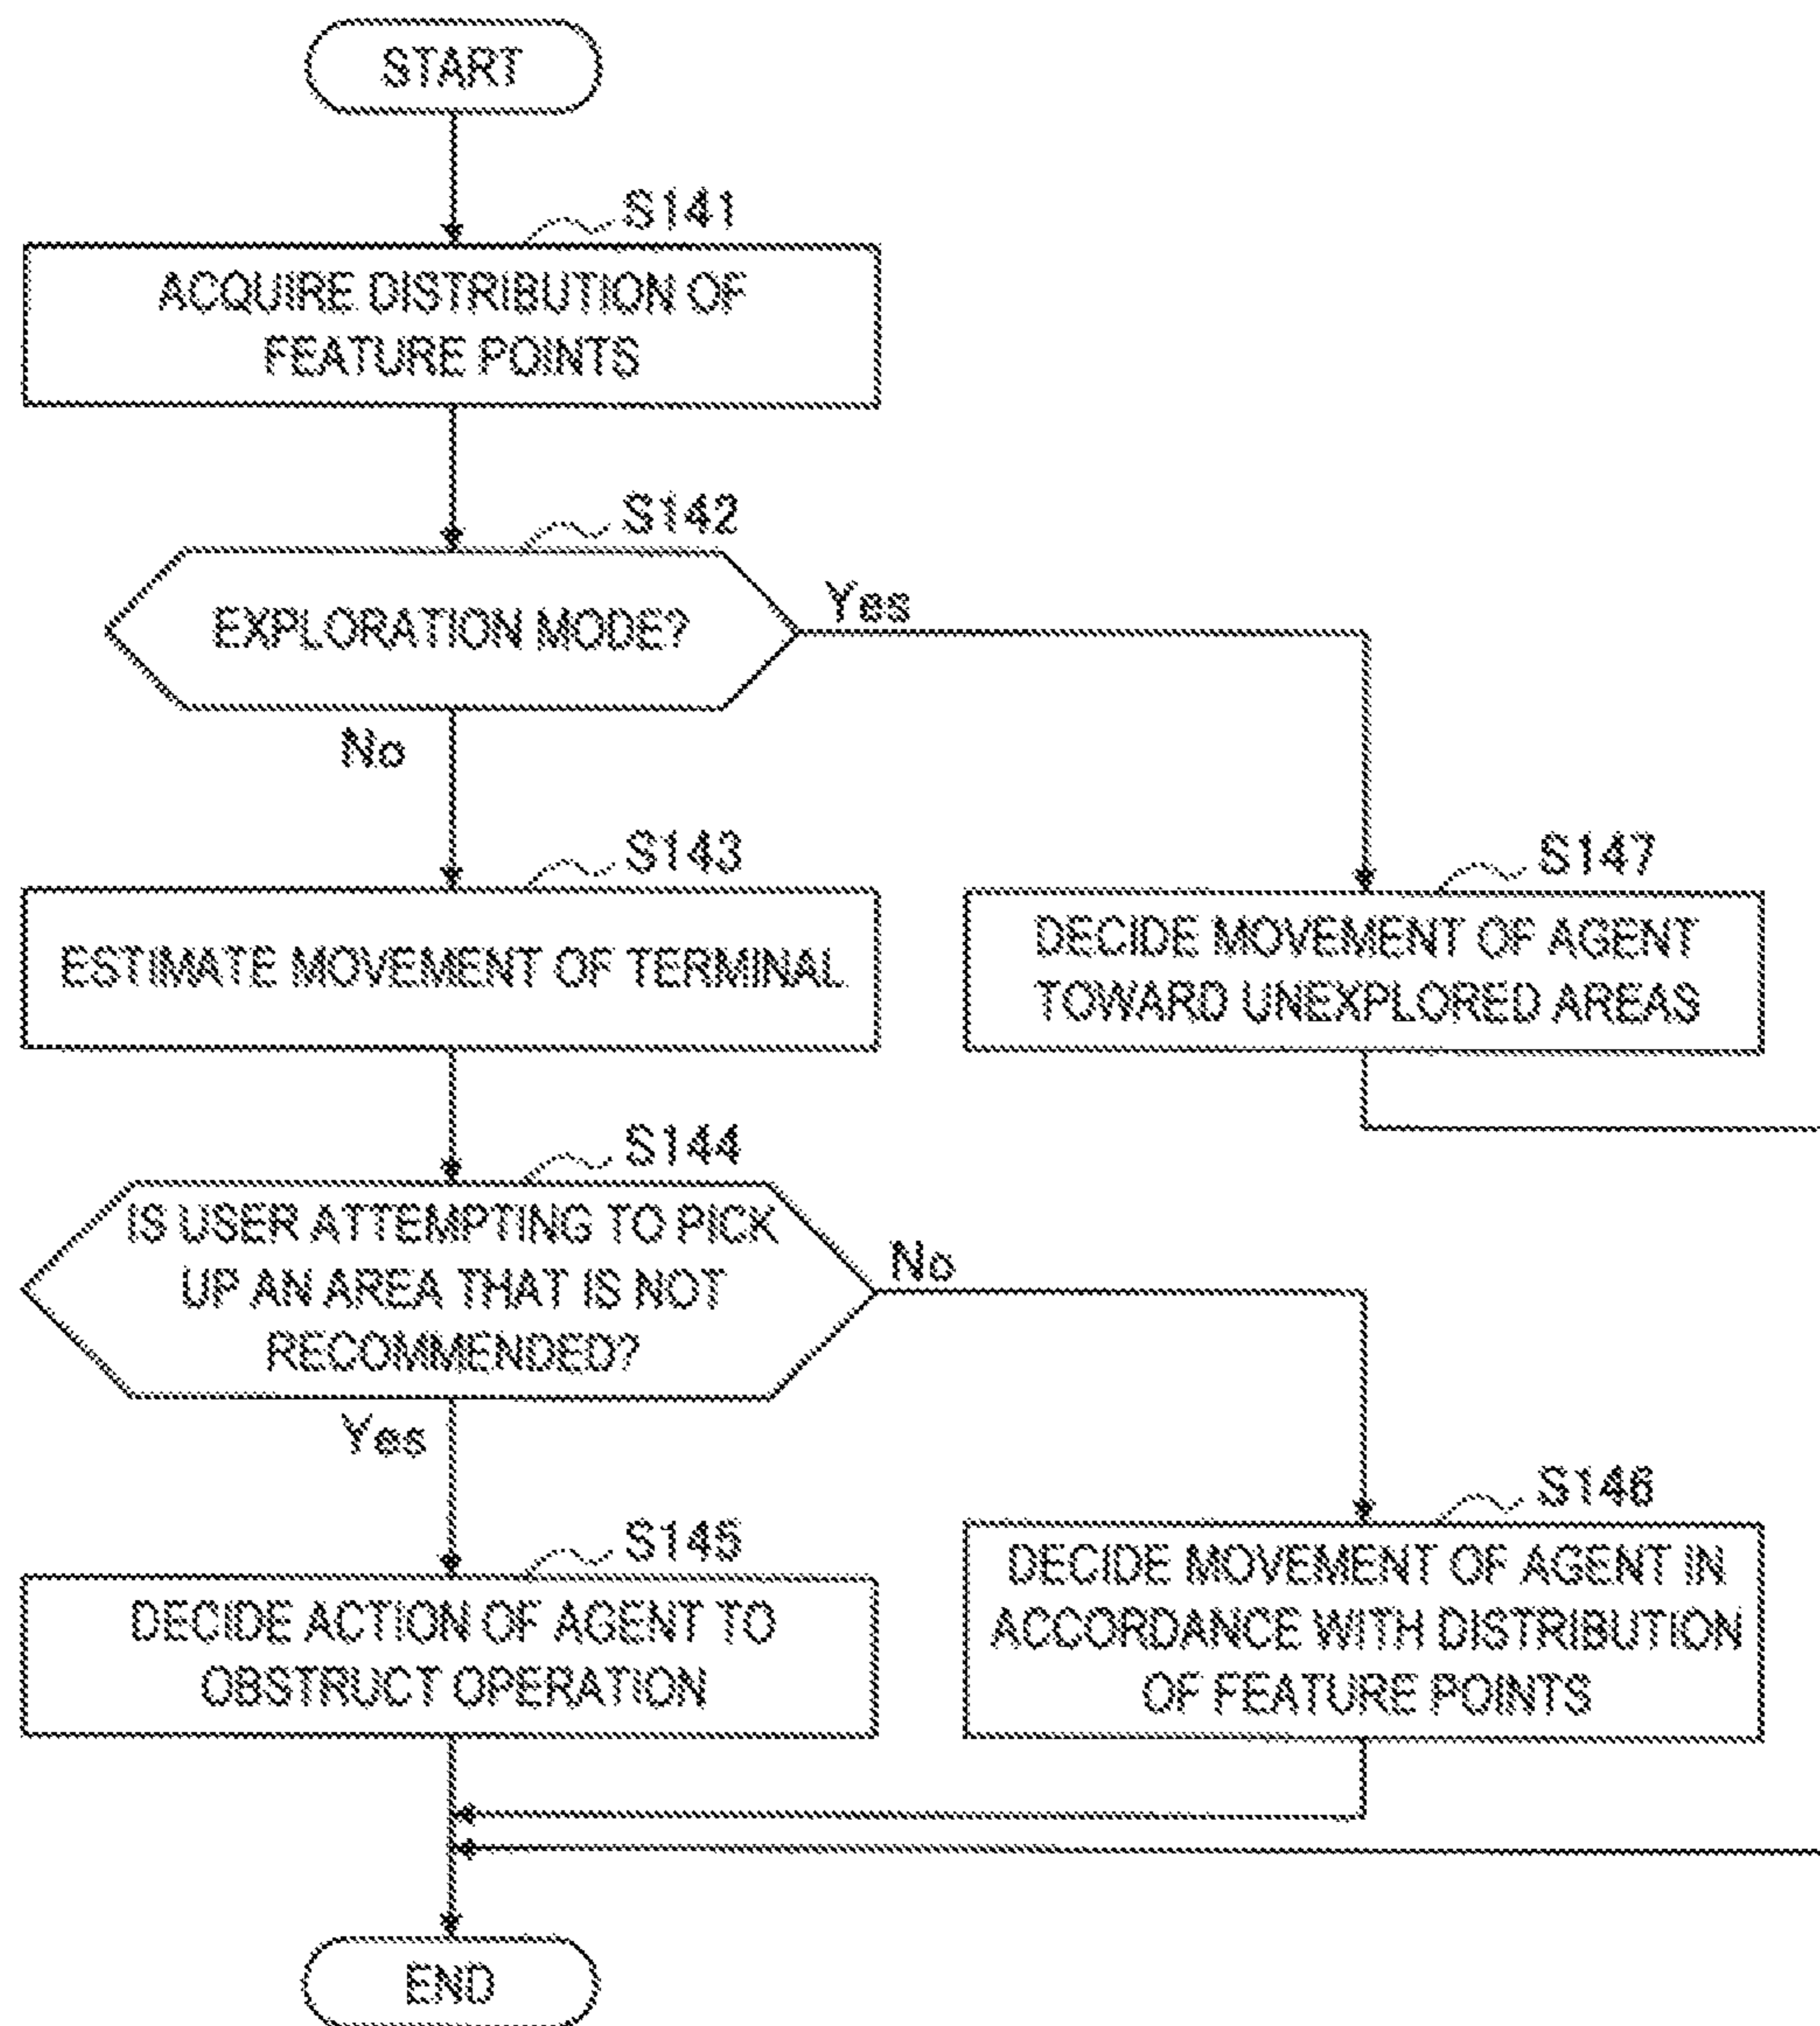 START
S141
ACQUIRE DISTRIBUTION OF
FEATURE POINTS
S142
EXPLORATION MODE?
Yes
No
S143
ESTIMATE MOVEMENT OF TERMINAL
S147
DECIDE MOVEMENT OF AGENT
TOWARD UNEXPLORED AREAS
S144
IS USER ATTEMPTING TO PICK
UP AN AREA THAT IS NOT
RECOMMENDED?
No
Yes
S145
DECIDE ACTION OF AGENT TO
OBSTRUCT OPERATION
S146
DECIDE MOVEMENT OF AGENT IN
ACCORDANCE WITH DISTRIBUTION
OF FEATURE POINTS
END